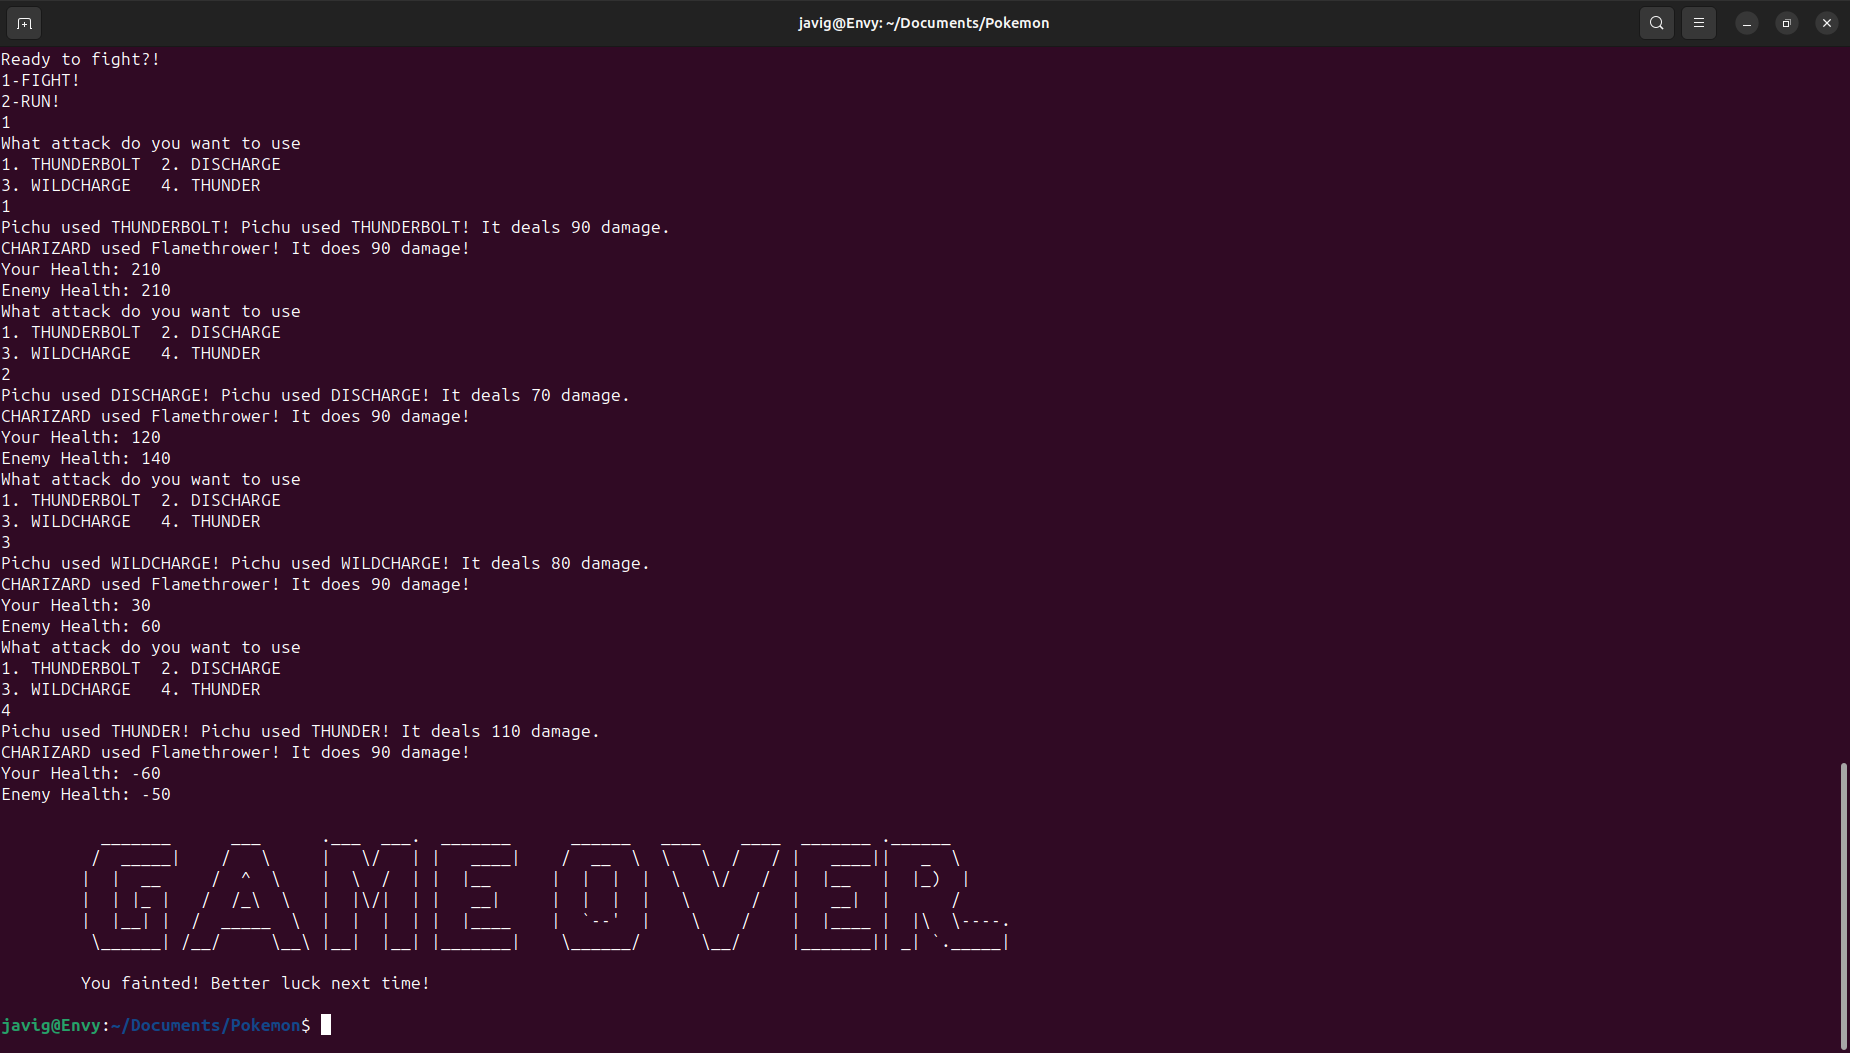 javig@Envy: ~/Documents/Pokemon
Ready to fight?!
1-FIGHT!
2-RUN!
1
What attack do you want to use
1. THUNDERBOLT  2. DISCHARGE
3. WILDCHARGE   4. THUNDER
1
Pichu used THUNDERBOLT! Pichu used THUNDERBOLT! It deals 90 damage.
CHARIZARD used Flamethrower! It does 90 damage!
Your Health: 210
Enemy Health: 210
What attack do you want to use
1. THUNDERBOLT  2. DISCHARGE
3. WILDCHARGE   4. THUNDER
2
Pichu used DISCHARGE! Pichu used DISCHARGE! It deals 70 damage.
CHARIZARD used Flamethrower! It does 90 damage!
Your Health: 120
Enemy Health: 140
What attack do you want to use
1. THUNDERBOLT  2. DISCHARGE
3. WILDCHARGE   4. THUNDER
3
Pichu used WILDCHARGE! Pichu used WILDCHARGE! It deals 80 damage.
CHARIZARD used Flamethrower! It does 90 damage!
Your Health: 30
Enemy Health: 60
What attack do you want to use
1. THUNDERBOLT  2. DISCHARGE
3. WILDCHARGE   4. THUNDER
4
Pichu used THUNDER! Pichu used THUNDER! It deals 110 damage.
CHARIZARD used Flamethrower! It does 90 damage!
Your Health: -60
Enemy Health: -50
GAME OVER
You fainted! Better luck next time!
javig@Envy:~/Documents/Pokemon$